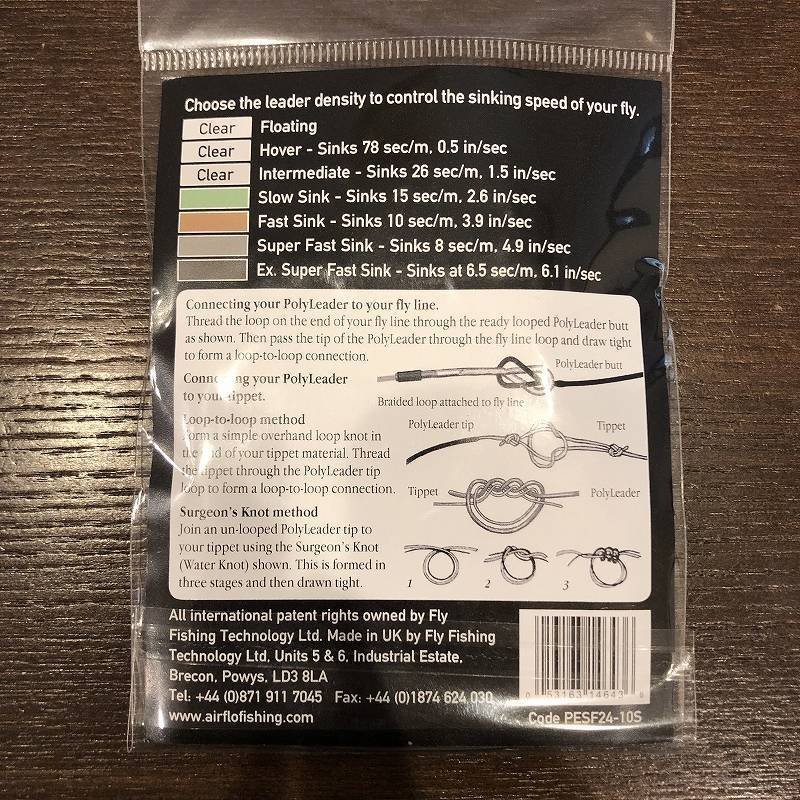 Choose the leader density to control the sinking speed of your fly.
Clear Floating
Clear Hover - Sinks 78 sec/m, 0.5 in/sec
Clear Intermediate - Sinks 26 sec/m, 1.5 in/sec
Slow Sink - Sinks 15 sec/m, 2.6 in/sec
Fast Sink - Sinks 10 sec/m, 3.9 in/sec
Super Fast Sink - Sinks 8 sec/m, 4.9 in/sec
Ex. Super Fast Sink - Sinks at 6.5 sec/m, 6.1 in/sec
Connecting your PolyLeader to your fly line.
Thread the loop on the end of your fly line through the ready looped PolyLeader butt
as shown. Then pass the tip of the PolyLeader through the fly line loop and draw tight
to form a loop-to-loop connection.
PolyLeader butt
Braided loop attached to fly line
Connecting your PolyLeader
to your tippet.
Loop-to-loop method
Form a simple overhand loop knot in
the end of your tippet material. Thread
the tippet through the PolyLeader tip
loop to form a loop-to-loop connection.
PolyLeader tip Tippet
Tippet PolyLeader
Surgeon's Knot method
Join an un-looped PolyLeader tip to
your tippet using the Surgeon's Knot
(Water Knot) shown. This is formed in
three stages and then drawn tight.
1 2 3
All international patent rights owned by Fly
Fishing Technology Ltd. Made in UK by Fly Fishing
Technology Ltd, Units 5 & 6, Industrial Estate,
Brecon, Powys, LD3 8LA
Tel: +44 (0)871 911 7045 Fax: +44 (0)1874 624 030
www.airflofishing.com
53163 14643
Code PESF24-10S